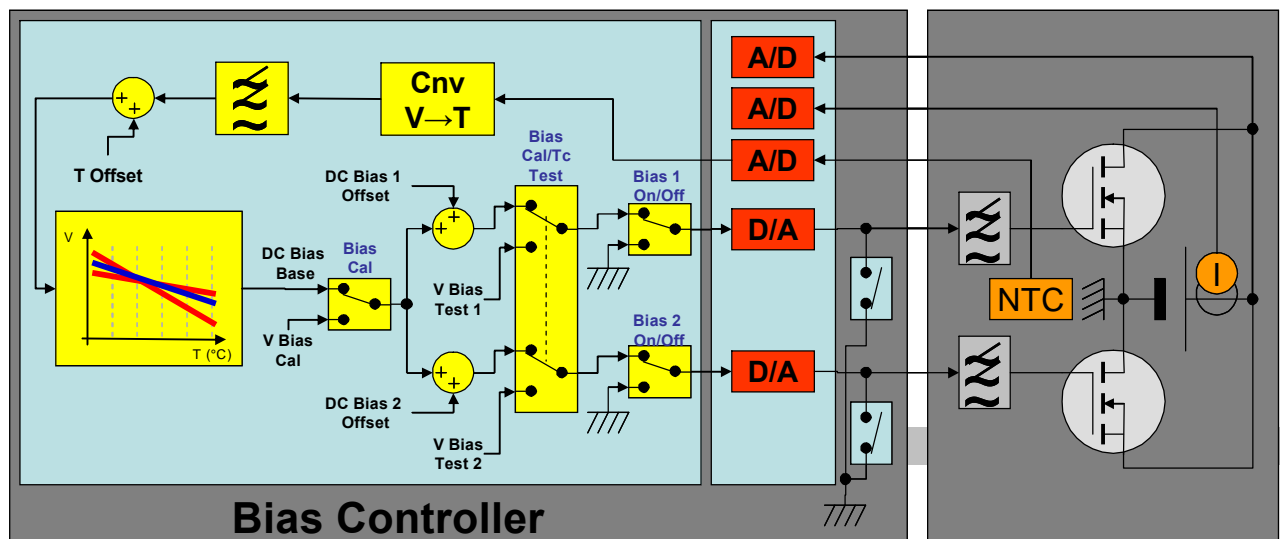 A/D
A/D
A/D
Cnv
V→T
+
+
T Offset
Bias
Cal/Tc
Test
DC Bias 1
Offset
Bias 1
On/Off
+
+
D/A
V
T (°C)
DC Bias
Base
Bias
Cal
V Bias
Cal
V Bias
Test 1
NTC
I
Bias 2
On/Off
+
+
D/A
DC Bias 2
Offset
V Bias
Test 2
Bias Controller